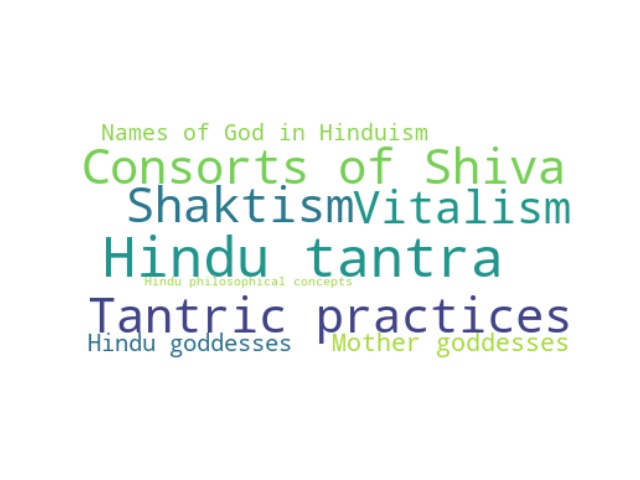 Names of God in Hinduism
Consorts of Shiva
Shaktism Vitalism
Hindu tantra
Hindu philosophical concepts
Tantric practices
Hindu goddesses Mother goddesses